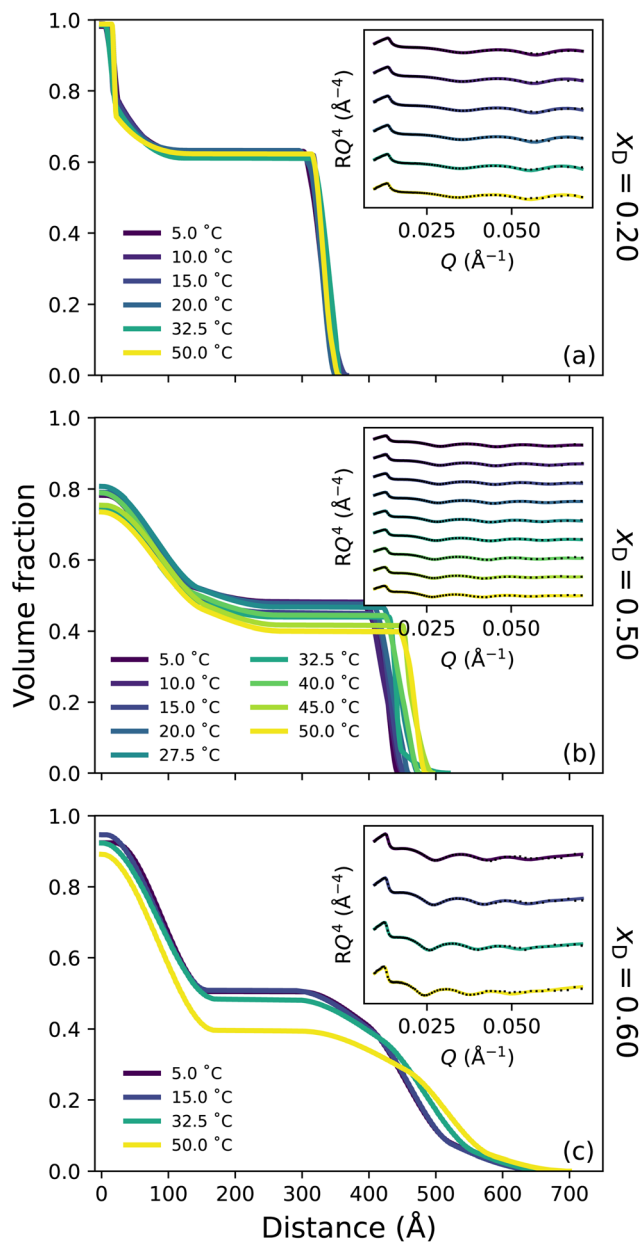 1.0
0.8
0.6
0.4
0.2
0.0
RQ⁴ (Å⁻⁴)
0.025
0.050
Q (Å⁻¹)
5.0 ˚C
10.0 ˚C
15.0 ˚C
20.0 ˚C
32.5 ˚C
50.0 ˚C
(a)
x_D = 0.20
Volume fraction
1.0
0.8
0.6
0.4
0.2
0.0
RQ⁴ (Å⁻⁴)
0.025
0.050
Q (Å⁻¹)
5.0 ˚C
10.0 ˚C
15.0 ˚C
20.0 ˚C
27.5 ˚C
32.5 ˚C
40.0 ˚C
45.0 ˚C
50.0 ˚C
(b)
x_D = 0.50
1.0
0.8
0.6
0.4
0.2
0.0
RQ⁴ (Å⁻⁴)
0.025
0.050
Q (Å⁻¹)
5.0 ˚C
15.0 ˚C
32.5 ˚C
50.0 ˚C
(c)
x_D = 0.60
0
100
200
300
400
500
600
700
Distance (Å)